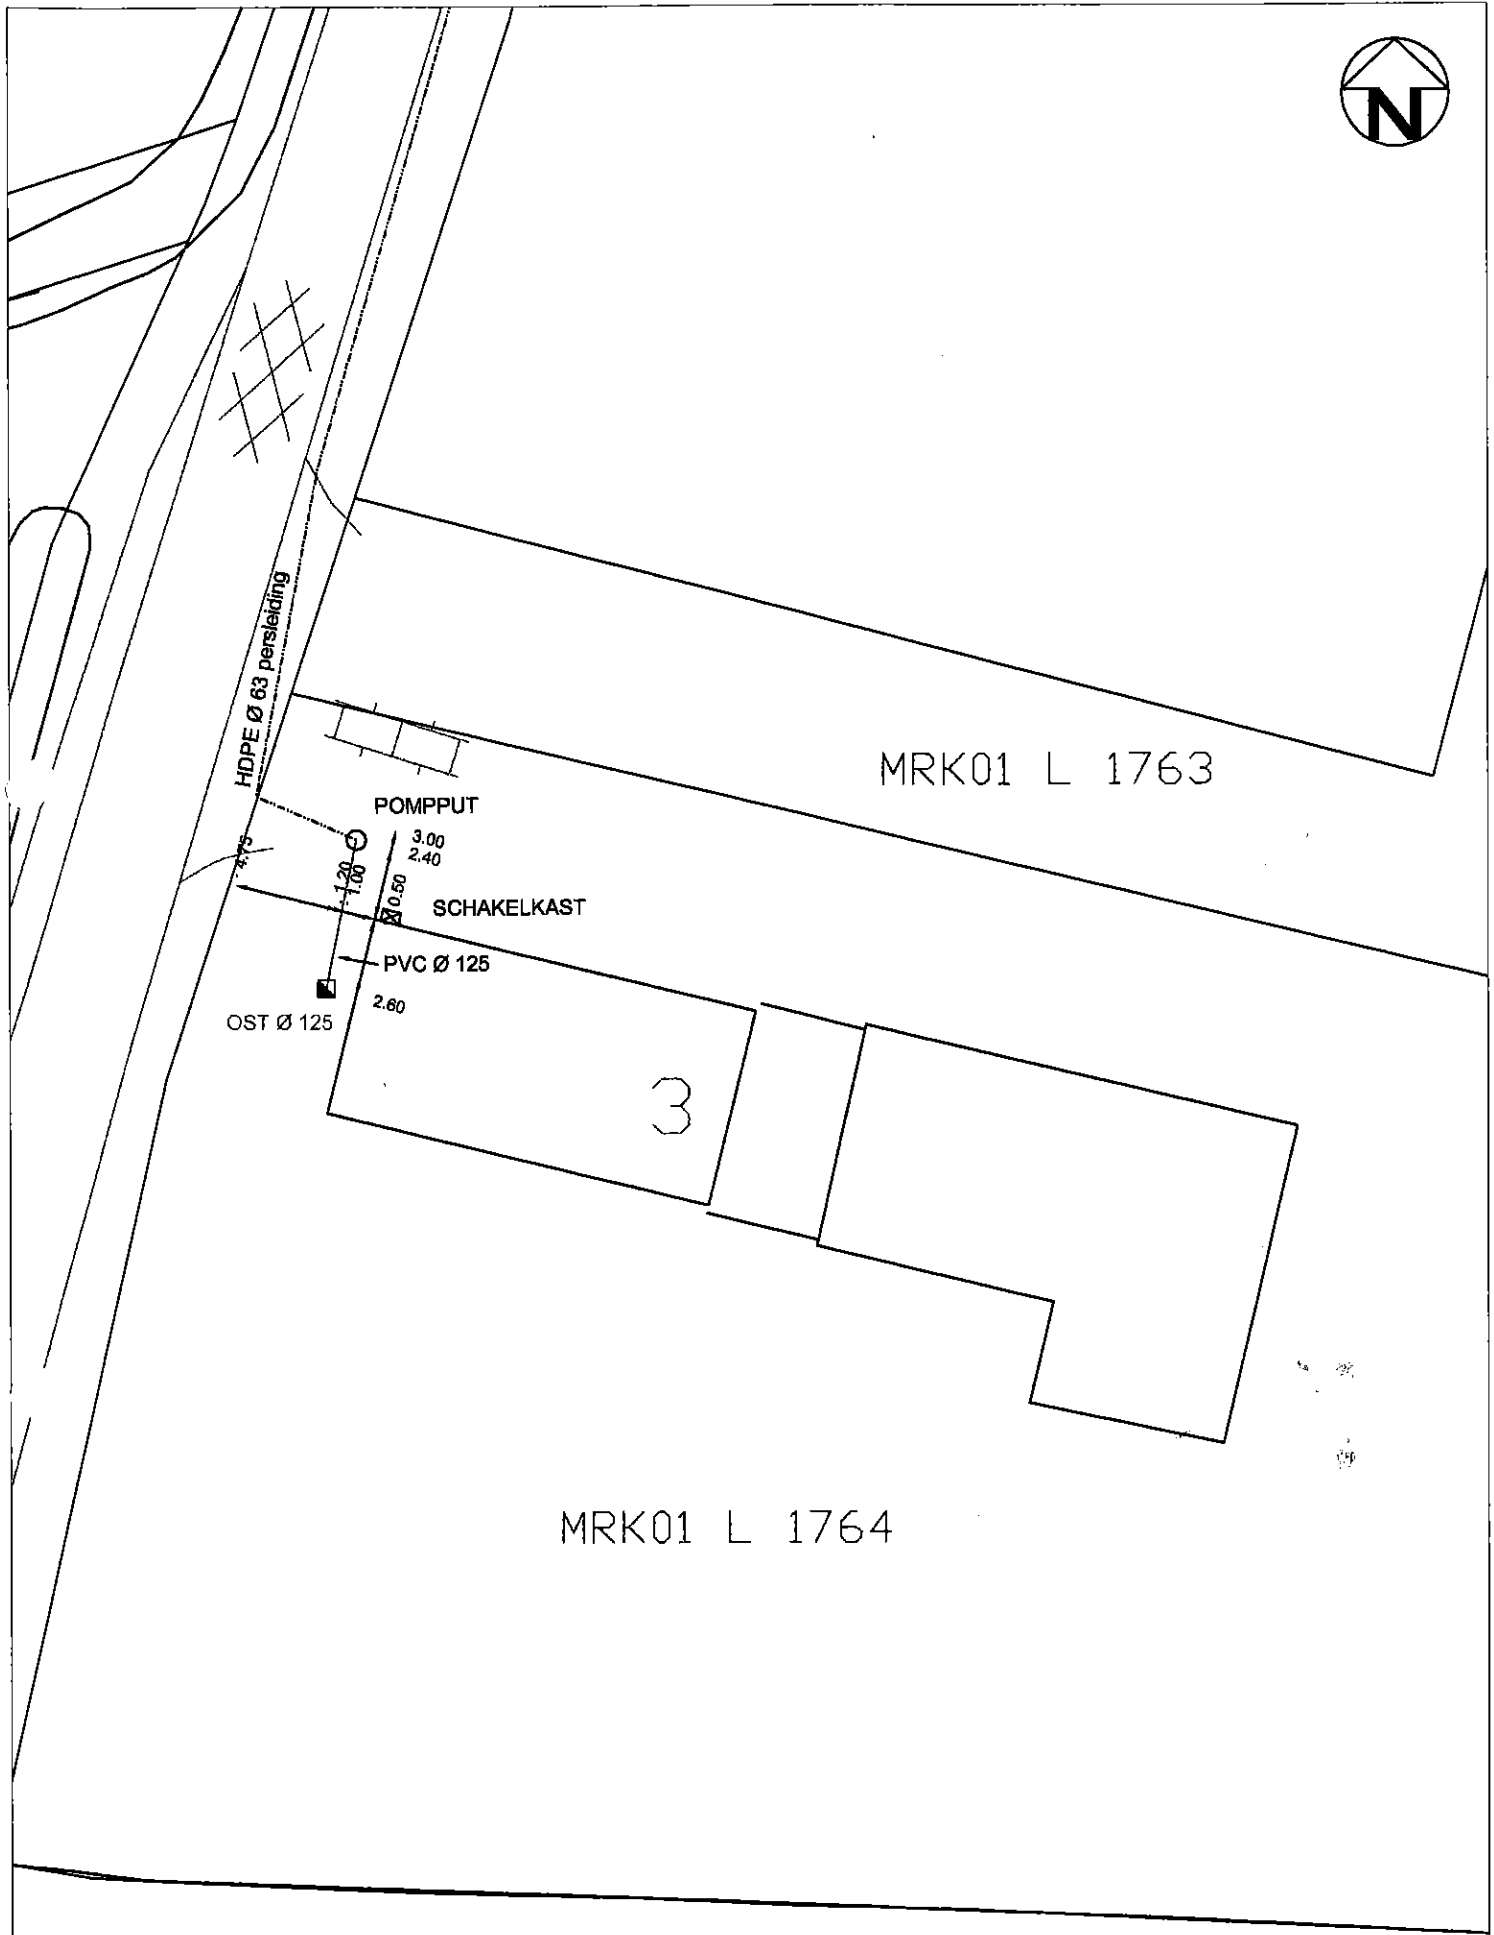 N
HDPE Ø 63 persleiding
MRK01 L 1763
POMPPUT
3.00
2.40
4.75
1.20
1.00
0.50
SCHAKELKAST
PVC Ø 125
2.60
OST Ø 125
3
MRK01 L 1764